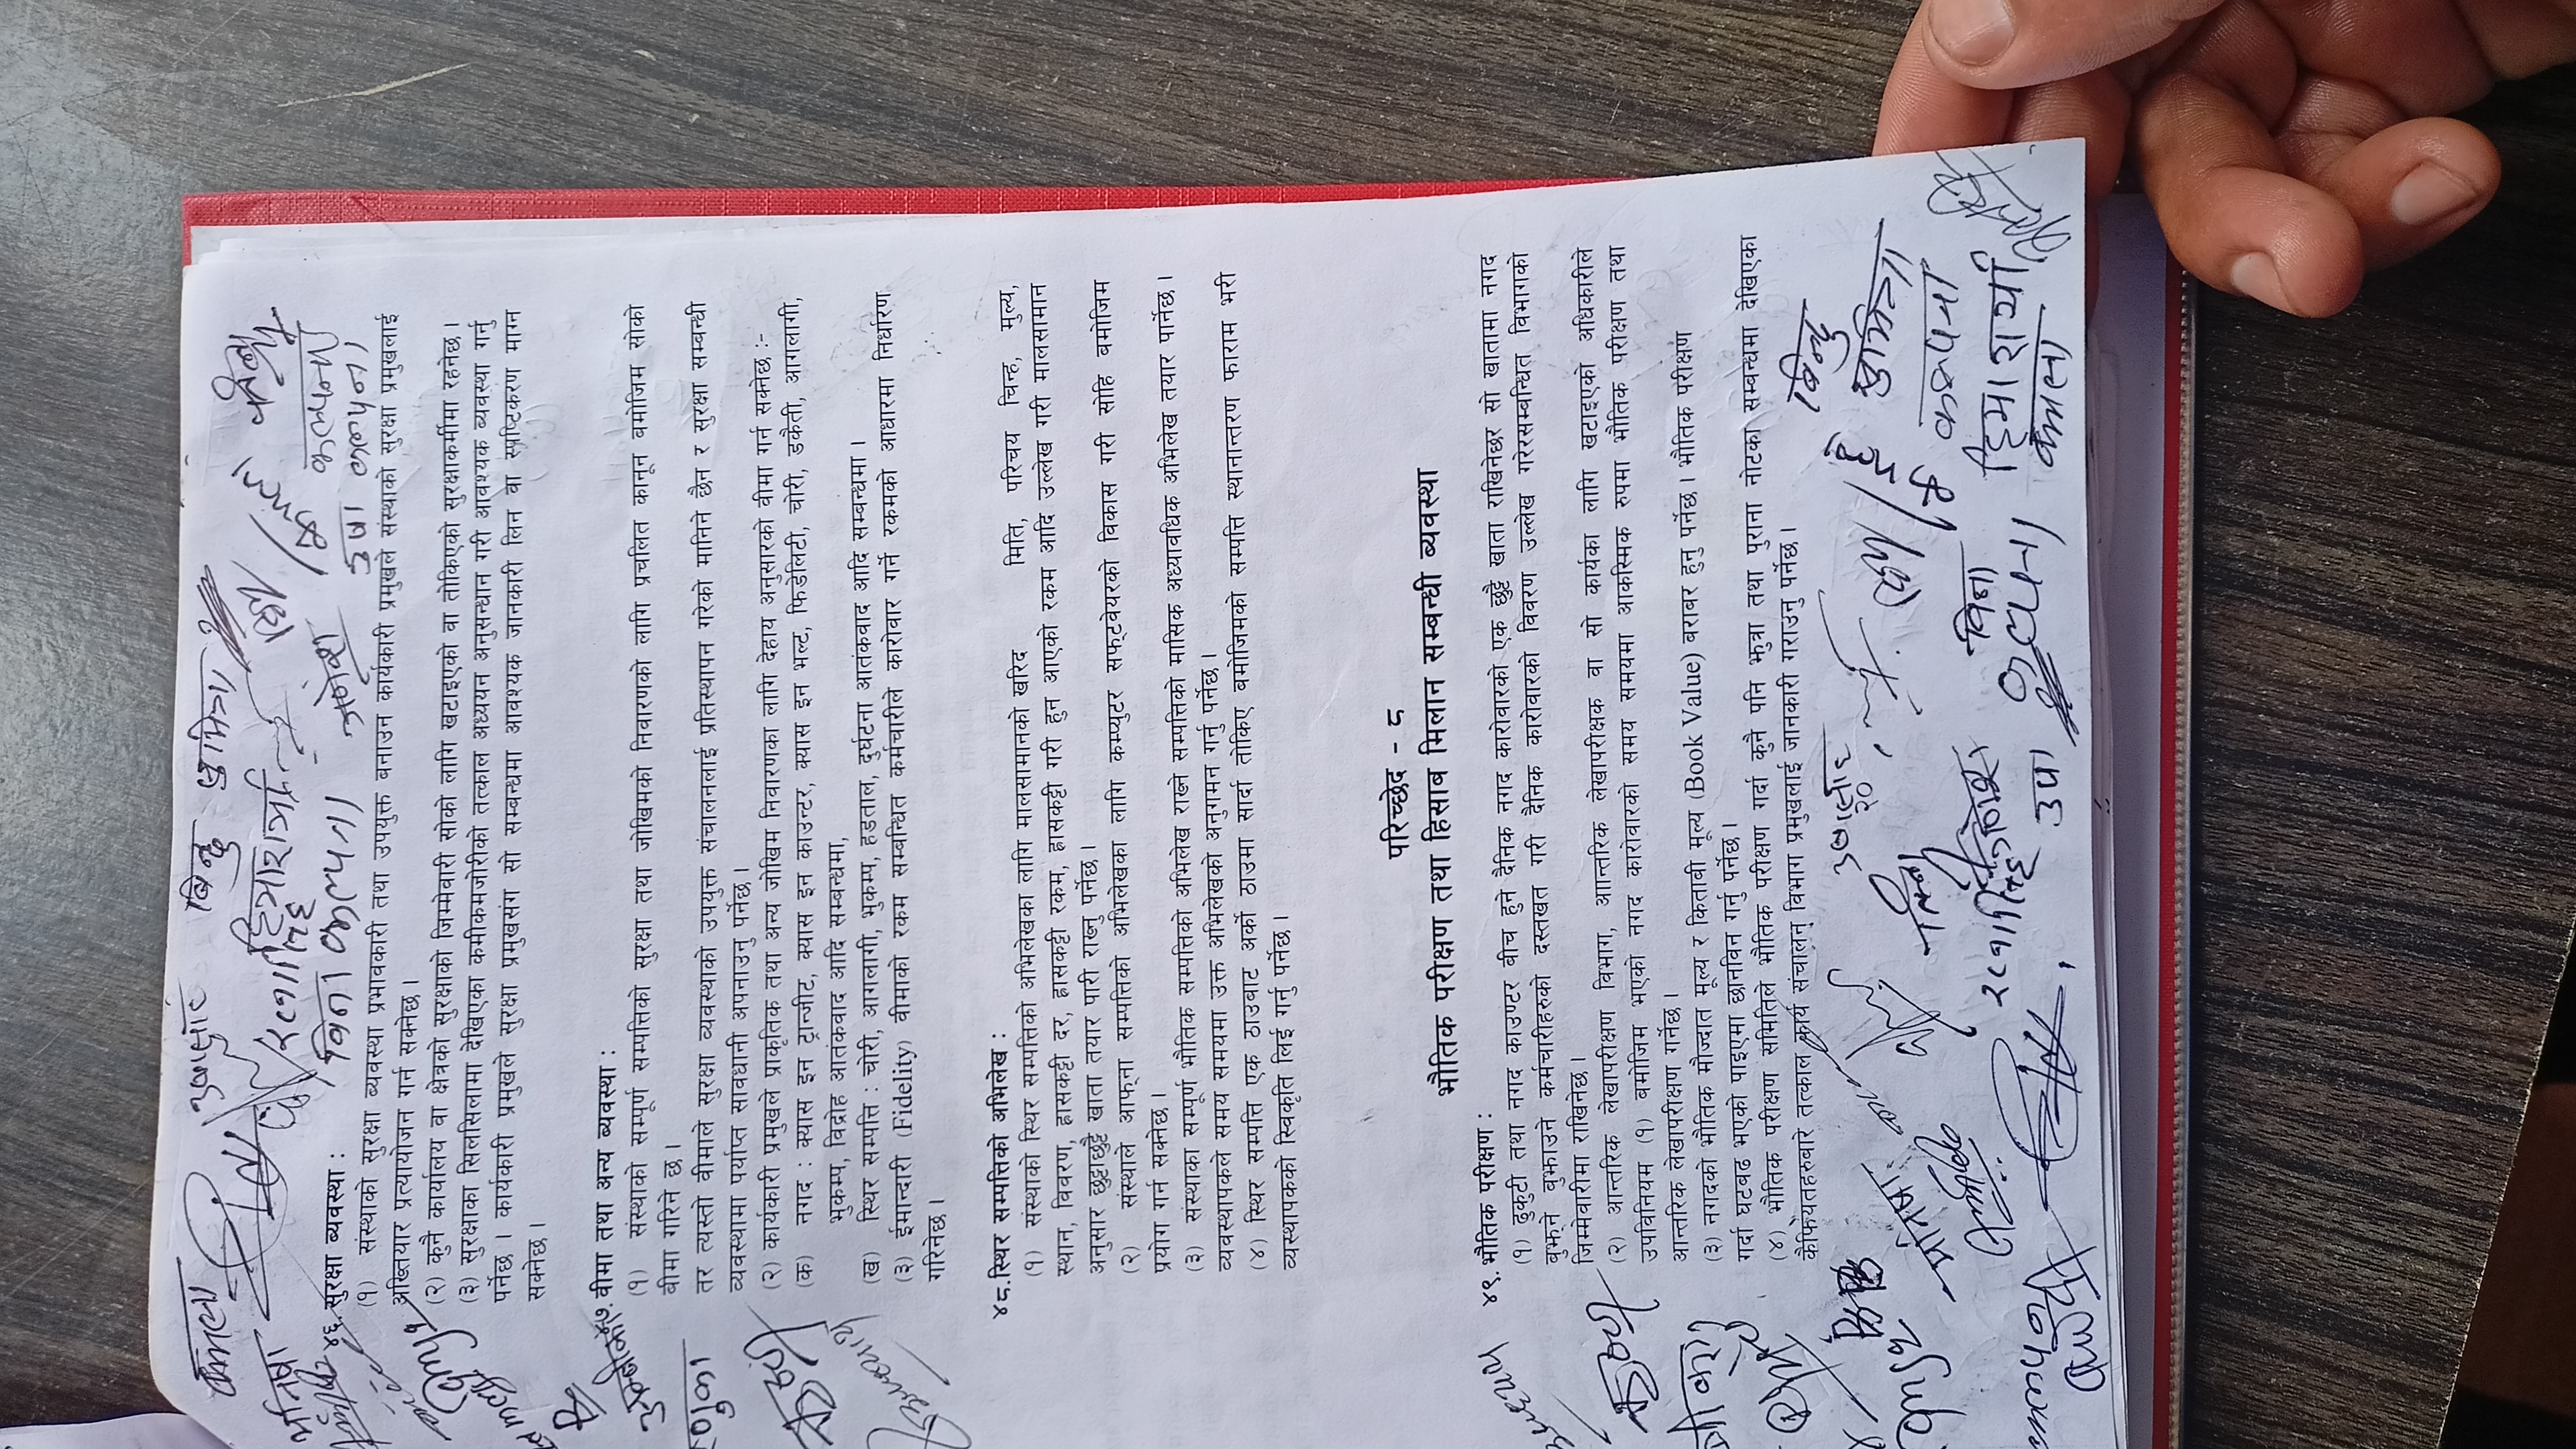 कमला उजालाई बिन्दु सुमित्रा
विना कल्पना उमा कल्पना
४६. सुरक्षा व्यवस्था :
(१) संस्थाको सुरक्षा व्यवस्था प्रभावकारी तथा उपयुक्त बनाउन कार्यकारी प्रमुखले संस्थाको सुरक्षा प्रमुखलाई
अख्तियार प्रत्यायोजन गर्न सक्नेछ ।
(२) कुनै कार्यालय वा क्षेत्रको सुरक्षाको जिम्मेवारी सोको लागि खटाइएको वा तोकिएको सुरक्षाकर्मीमा रहनेछ ।
(३) सुरक्षाका सिलसिलामा देखिएका कमीकमजोरीको तत्काल अध्ययन अनुसन्धान गरी आवश्यक व्यवस्था गर्नु
पर्नेछ । कार्यकारी प्रमुखले सुरक्षा प्रमुखसंग सो सम्बन्धमा आवश्यक जानकारी लिन वा स्पष्टिकरण माग्न
सक्नेछ ।
४७. वीमा तथा अन्य व्यवस्था :
(१) संस्थाको सम्पूर्ण सम्पत्तिको सुरक्षा तथा जोखिमको निवारणको लागि प्रचलित कानून बमोजिम सोको
वीमा गरिने छ ।
तर त्यस्तो वीमाले सुरक्षा व्यवस्थाको उपयुक्त संचालनलाई प्रतिस्थापन गरेको मानिने छैन र सुरक्षा सम्बन्धी
व्यवस्थामा पर्याप्त सावधानी अपनाउनु पर्नेछ ।
(२) कार्यकारी प्रमुखले प्राकृतिक तथा अन्य जोखिम निवारणका लागि देहाय अनुसारको वीमा गर्न सक्नेछ :-
(क) नगद : क्यास इन ट्रान्जीट, क्यास इन काउन्टर, क्यास इन भल्ट, फिडेलिटी, चोरी, डकैती, आगलागी,
भुकम्प, विद्रोह आतंकवाद आदि सम्बन्धमा,
(ख) स्थिर सम्पत्ति : चोरी, आगलागी, भुकम्प, हडताल, दुर्घटना आतंकवाद आदि सम्बन्धमा ।
(३) ईमान्दारी (Fidelity) वीमाको रकम सम्बन्धित कर्मचारीले कारोवार गर्ने रकमको आधारमा निर्धारण
गरिनेछ ।
४८.स्थिर सम्पत्तिको अभिलेख :
(१) संस्थाको स्थिर सम्पत्तिको अभिलेखका लागि मालसामानको खरिद मिति, परिचय चिन्ह, मुल्य,
स्थान, विवरण, ह्रासकट्टी दर, ह्रासकट्टी रकम, ह्रासकट्टी गरी हुन आएको रकम आदि उल्लेख गरी मालसामान
अनुसार छुट्टाछुट्टै खाता तयार पारी राख्नु पर्नेछ ।
(२) संस्थाले आफ्ना सम्पत्तिको अभिलेखका लागि कम्प्युटर सफ्टवेयरको विकास गरी सोहि बमोजिम
प्रयोग गर्न सक्नेछ ।
(३) संस्थाका सम्पूर्ण भौतिक सम्पत्तिको अभिलेख राख्ने सम्पत्तिको मासिक अध्यावधिक अभिलेख तयार पार्नेछ ।
व्यवस्थापकले समय समयमा उक्त अभिलेखको अनुगमन गर्नु पर्नेछ ।
(४) स्थिर सम्पत्ति एक ठाउबाट अर्को ठाउमा सार्दा तोकिए बमोजिमको सम्पत्ति स्थानान्तरण फाराम भरी
व्यस्थापकको स्विकृति लिई गर्नु पर्नेछ ।
परिच्छेद - ८
भौतिक परीक्षण तथा हिसाब मिलान सम्बन्धी व्यवस्था
४९. भौतिक परीक्षण :
(१) ढुकुटी तथा नगद काउण्टर बीच हुने दैनिक नगद कारोवारको एक छुट्टै खाता राखिनेछर सो खातामा नगद
बुझ्ने बुझाउने कर्मचारीहरुको दस्तखत गरी दैनिक कारोवारको विवरण उल्लेख गरेरसम्बन्धित विभागको
जिम्मेवारीमा राखिनेछ ।
(२) आन्तरिक लेखापरीक्षण विभाग, आन्तरिक लेखापरीक्षक वा सो कार्यका लागि खटाइएको अधिकारीले
उपविनियम (१) बमोजिम भएको नगद कारोवारको समय समयमा आकस्मिक रुपमा भौतिक परीक्षण तथा
आन्तरिक लेखापरीक्षण गर्नेछ ।
(३) नगदको भौतिक मौज्दात मूल्य र किताबी मूल्य (Book Value) बराबर हुनु पर्नेछ । भौतिक परीक्षण
गर्दा घटबढ भएको पाइएमा छानविन गर्नु पर्नेछ ।
(४) भौतिक परीक्षण समितिले भौतिक परीक्षण गर्दा कुनै पनि झुत्रा तथा पुराना नोटका सम्बन्धमा देखिएका
कैफियतहरुबारे तत्काल कार्य संचालन विभाग प्रमुखलाई जानकारी गराउनु पर्नेछ ।
बिन्दु
सुमित्रा
कल्पना
विना
उमा कल्पना कमला